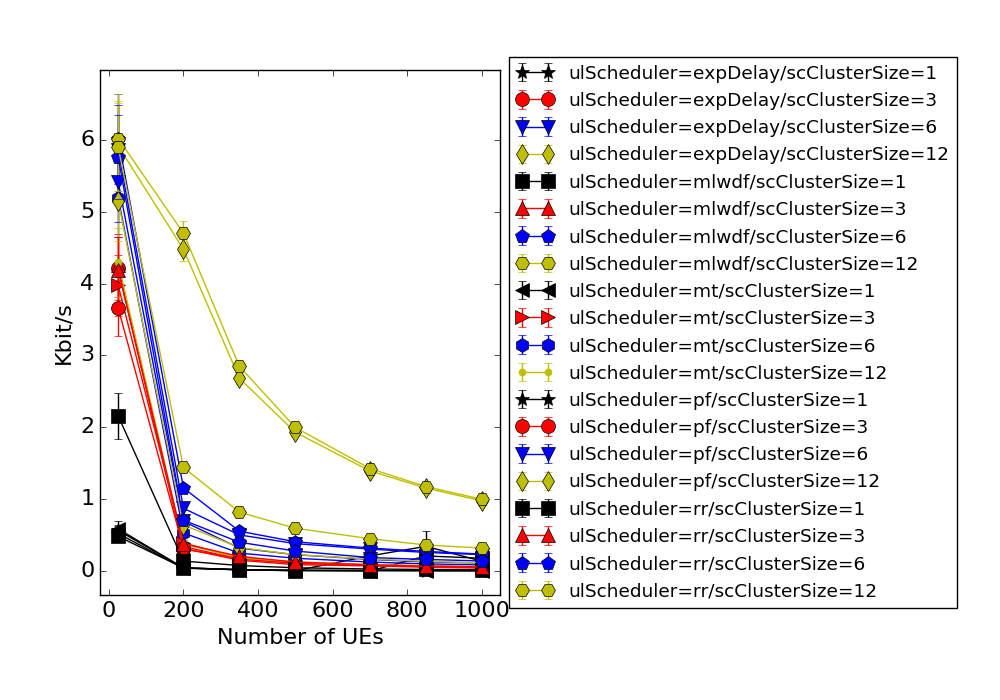 6
5
4
3
2
1
0
Kbit/s
0 200 400 600 800 1000
Number of UEs
ulScheduler=expDelay/scClusterSize=1
ulScheduler=expDelay/scClusterSize=3
ulScheduler=expDelay/scClusterSize=6
ulScheduler=expDelay/scClusterSize=12
ulScheduler=mlwdf/scClusterSize=1
ulScheduler=mlwdf/scClusterSize=3
ulScheduler=mlwdf/scClusterSize=6
ulScheduler=mlwdf/scClusterSize=12
ulScheduler=mt/scClusterSize=1
ulScheduler=mt/scClusterSize=3
ulScheduler=mt/scClusterSize=6
ulScheduler=mt/scClusterSize=12
ulScheduler=pf/scClusterSize=1
ulScheduler=pf/scClusterSize=3
ulScheduler=pf/scClusterSize=6
ulScheduler=pf/scClusterSize=12
ulScheduler=rr/scClusterSize=1
ulScheduler=rr/scClusterSize=3
ulScheduler=rr/scClusterSize=6
ulScheduler=rr/scClusterSize=12